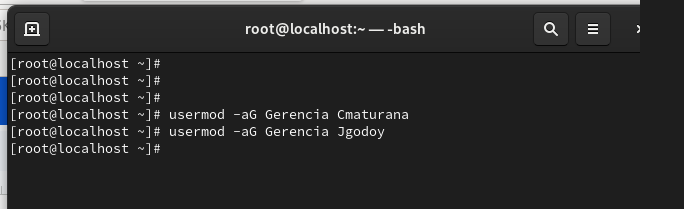 root@localhost:~ — -bash
[root@localhost ~]#
[root@localhost ~]#
[root@localhost ~]#
[root@localhost ~]# usermod -aG Gerencia Cmaturana
[root@localhost ~]# usermod -aG Gerencia Jgodoy
[root@localhost ~]#